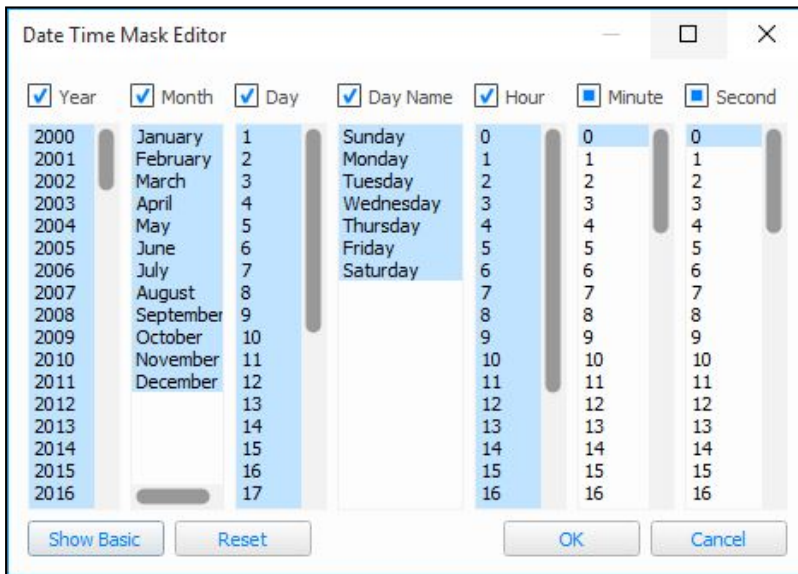 Date Time Mask Editor
Year Month Day Day Name Hour Minute Second
2000 January 1 Sunday 0 0 0
2001 February 2 Monday 1 1 1
2002 March 3 Tuesday 2 2 2
2003 April 4 Wednesday 3 3 3
2004 May 5 Thursday 4 4 4
2005 June 6 Friday 5 5 5
2006 July 7 Saturday 6 6 6
2007 August 8 7 7 7
2008 September 9 8 8 8
2009 October 10 9 9 9
2010 November 11 10 10 10
2011 December 12 11 11 11
2012 13 12 12 12
2013 14 13 13 13
2014 15 14 14 14
2015 16 15 15 15
2016 17 16 16 16
Show Basic Reset OK Cancel